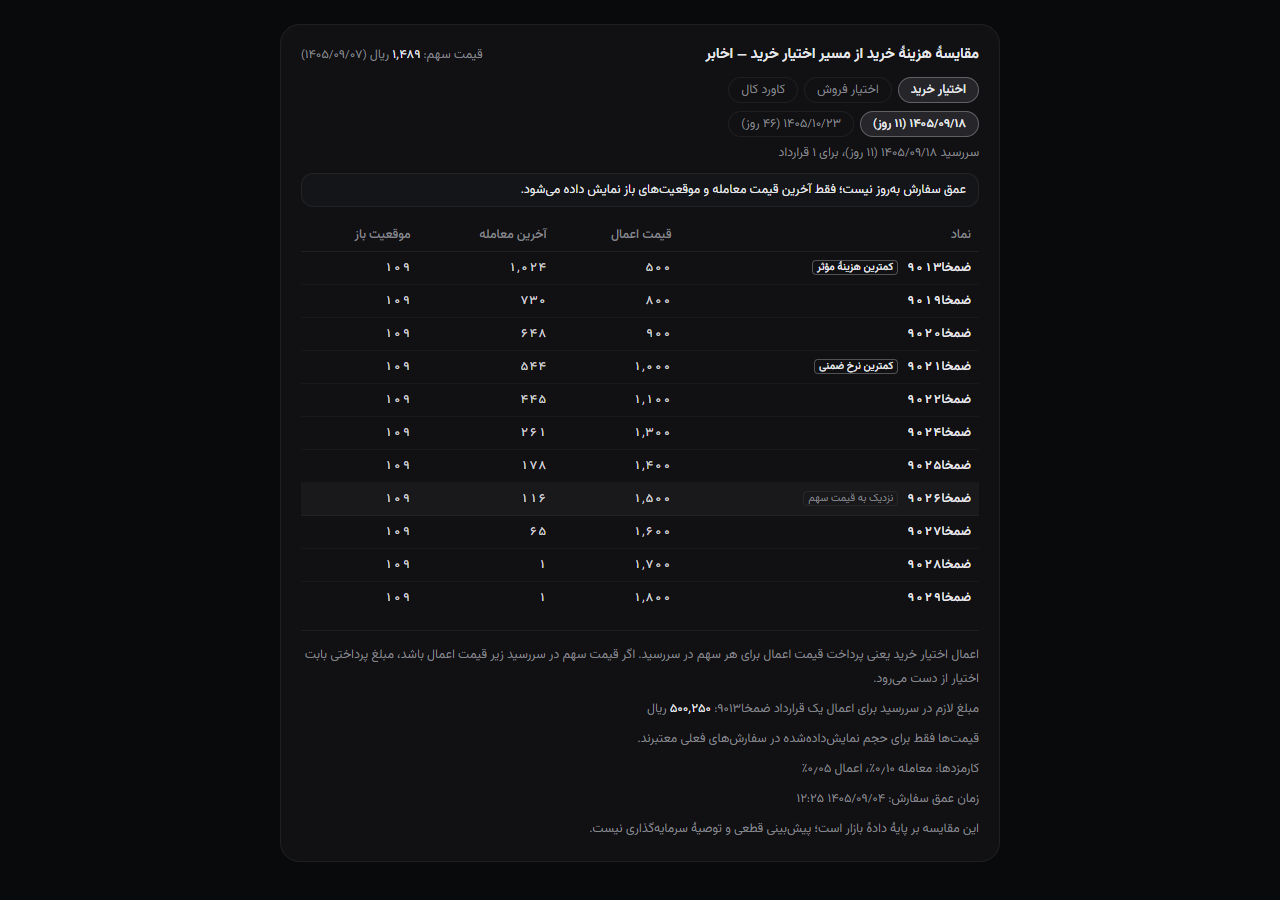 مقایسهٔ هزینهٔ خرید از مسیر اختیار خرید – اخابر
قیمت سهم: ۱,۴۸۹ ریال (۱۴۰۵/۰۹/۰۷)
اختیار خرید اختیار فروش کاورد کال
۱۴۰۵/۰۹/۱۸ (۱۱ روز) ۱۴۰۵/۱۰/۲۳ (۴۶ روز)
سررسید ۱۴۰۵/۰۹/۱۸ (۱۱ روز)، برای ۱ قرارداد
عمق سفارش به‌روز نیست؛ فقط آخرین قیمت معامله و موقعیت‌های باز نمایش داده می‌شود.
نماد قیمت اعمال آخرین معامله موقعیت باز
ضمخا۹۰۱۳ کمترین هزینهٔ مؤثر ۵۰۰ ۱,۰۲۴ ۱۰۹
ضمخا۹۰۱۹ ۸۰۰ ۷۳۰ ۱۰۹
ضمخا۹۰۲۰ ۹۰۰ ۶۴۸ ۱۰۹
ضمخا۹۰۲۱ کمترین نرخ ضمنی ۱,۰۰۰ ۵۴۴ ۱۰۹
ضمخا۹۰۲۲ ۱,۱۰۰ ۴۴۵ ۱۰۹
ضمخا۹۰۲۴ ۱,۳۰۰ ۲۶۱ ۱۰۹
ضمخا۹۰۲۵ ۱,۴۰۰ ۱۷۸ ۱۰۹
ضمخا۹۰۲۶ نزدیک به قیمت سهم ۱,۵۰۰ ۱۱۶ ۱۰۹
ضمخا۹۰۲۷ ۱,۶۰۰ ۶۵ ۱۰۹
ضمخا۹۰۲۸ ۱,۷۰۰ ۱ ۱۰۹
ضمخا۹۰۲۹ ۱,۸۰۰ ۱ ۱۰۹
اعمال اختیار خرید یعنی پرداخت قیمت اعمال برای هر سهم در سررسید. اگر قیمت سهم در سررسید زیر قیمت اعمال باشد، مبلغ پرداختی بابت
اختیار از دست می‌رود.
مبلغ لازم در سررسید برای اعمال یک قرارداد ضمخا۹۰۱۳: ۵۰۰,۲۵۰ ریال
قیمت‌ها فقط برای حجم نمایش‌داده‌شده در سفارش‌های فعلی معتبرند.
کارمزدها: معامله ۰٫۱۰٪، اعمال ۰٫۰۵٪
زمان عمق سفارش: ۱۴۰۵/۰۹/۰۴ ۱۲:۲۵
این مقایسه بر پایهٔ دادهٔ بازار است؛ پیش‌بینی قطعی و توصیهٔ سرمایه‌گذاری نیست.